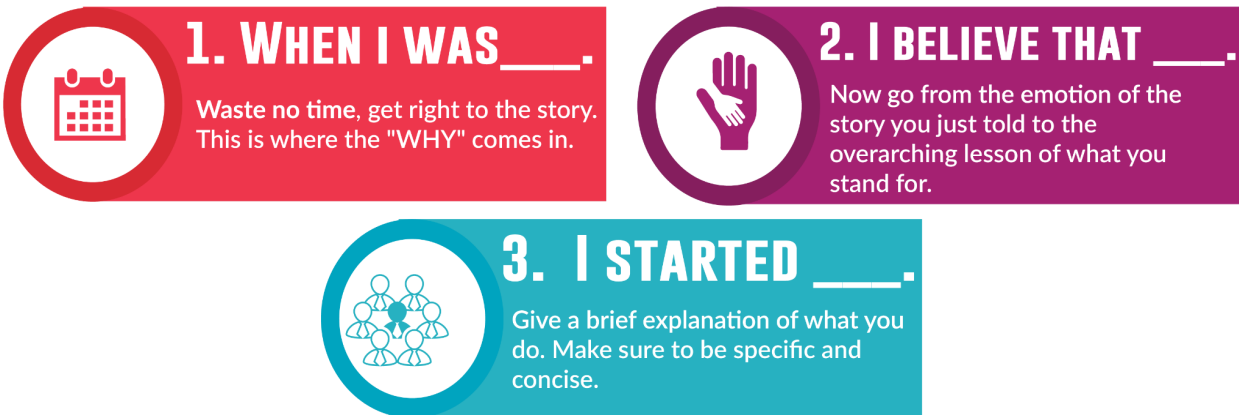 1. WHEN I WAS___.
Waste no time, get right to the story.
This is where the "WHY" comes in.
2. I BELIEVE THAT ___.
Now go from the emotion of the
story you just told to the
overarching lesson of what you
stand for.
3. I STARTED ___.
Give a brief explanation of what you
do. Make sure to be specific and
concise.